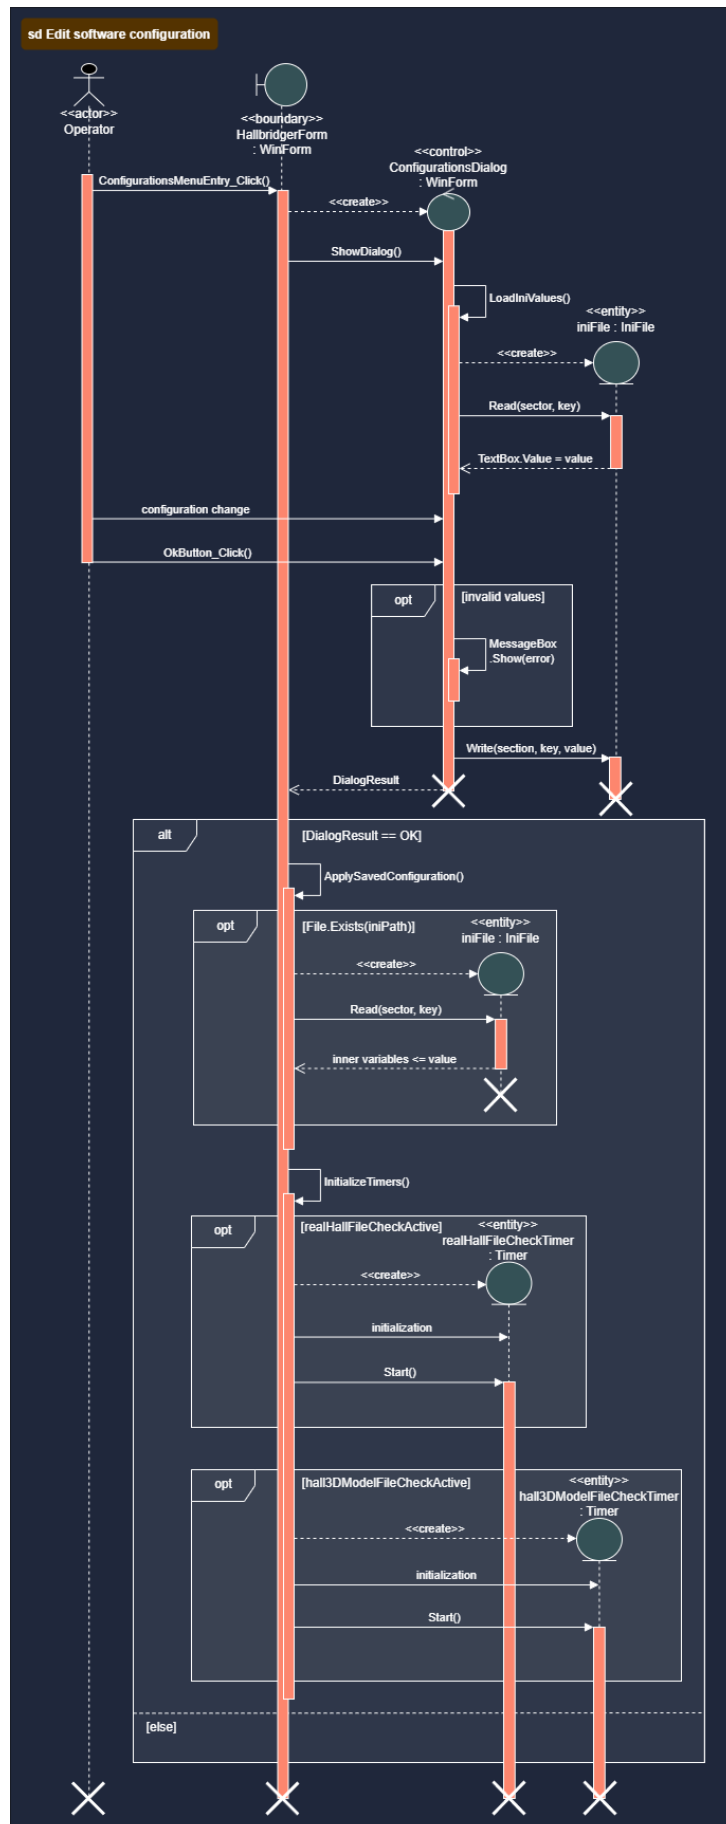 sd Edit software configuration
<<actor>>
Operator
<<boundary>>
HallbridgerForm
: WinForm
<<control>>
ConfigurationsDialog
: WinForm
ConfigurationsMenuEntry_Click()
<<create>>
ShowDialog()
LoadIniValues()
<<entity>>
iniFile : IniFile
<<create>>
Read(sector, key)
TextBox.Value = value
configuration change
OkButton_Click()
opt
[invalid values]
MessageBox
.Show(error)
Write(section, key, value)
DialogResult
alt
[DialogResult == OK]
ApplySavedConfiguration()
opt
[File.Exists(iniPath)]
<<entity>>
iniFile : IniFile
<<create>>
Read(sector, key)
inner variables <= value
InitializeTimers()
opt
[realHallFileCheckActive]
<<entity>>
realHallFileCheckTimer
: Timer
<<create>>
initialization
Start()
opt
[hall3DModelFileCheckActive]
<<entity>>
hall3DModelFileCheckTimer
: Timer
<<create>>
initialization
Start()
[else]